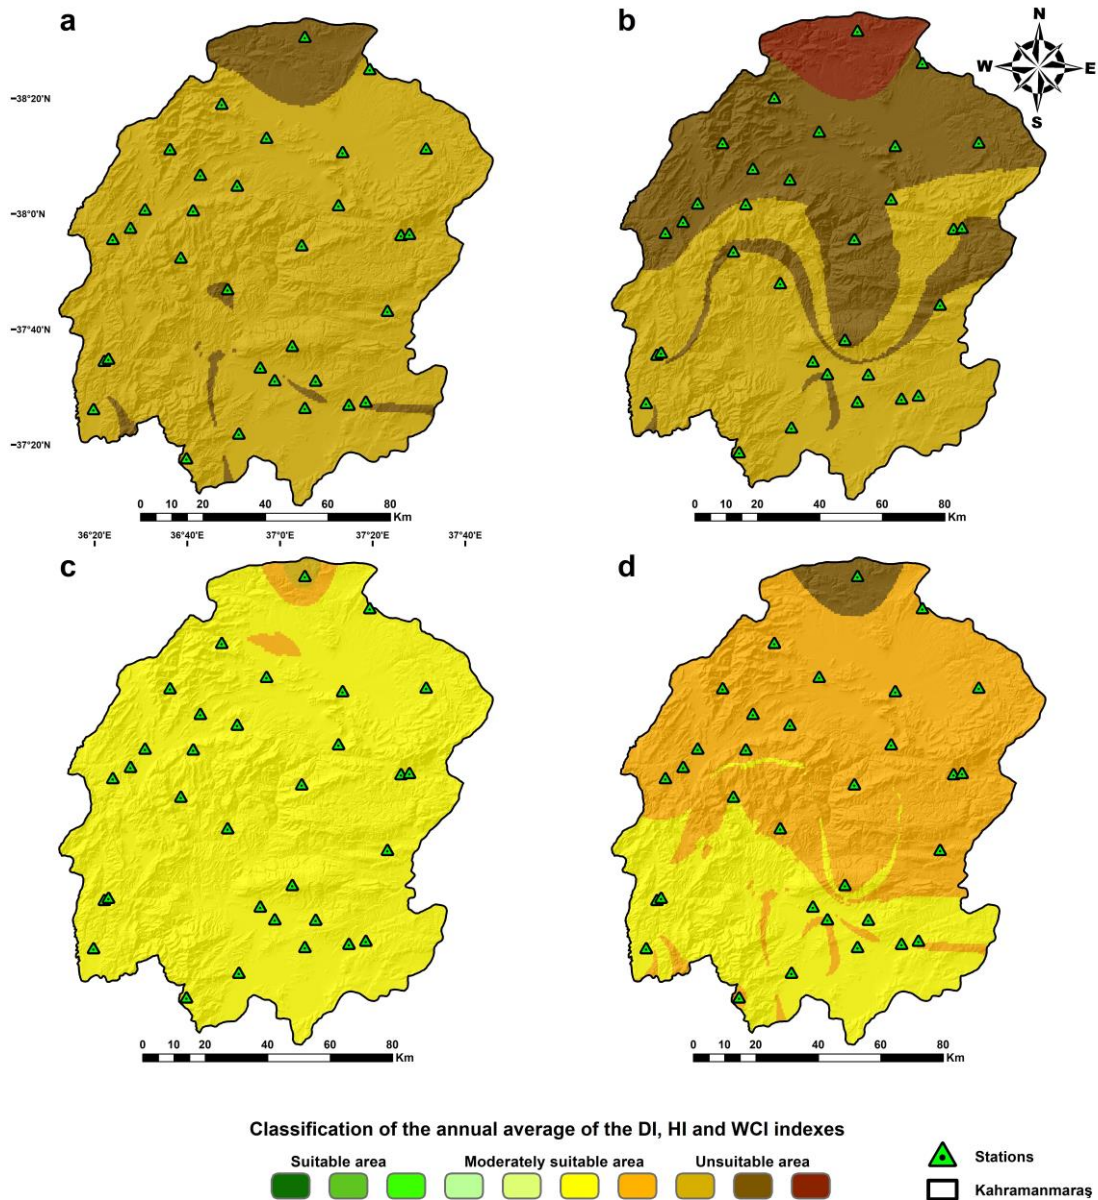 a
b
N
W
E
S
38°20'N
38°0'N
37°40'N
37°20'N
0 10 20 40 60 80
Km
0 10 20 40 60 80
Km
36°20'E 36°40'E 37°0'E 37°20'E 37°40'E
c
d
0 10 20 40 60 80
Km
0 10 20 40 60 80
Km
Classification of the annual average of the DI, HI and WCI indexes
Suitable area Moderately suitable area Unsuitable area
Stations
Kahramanmaraş